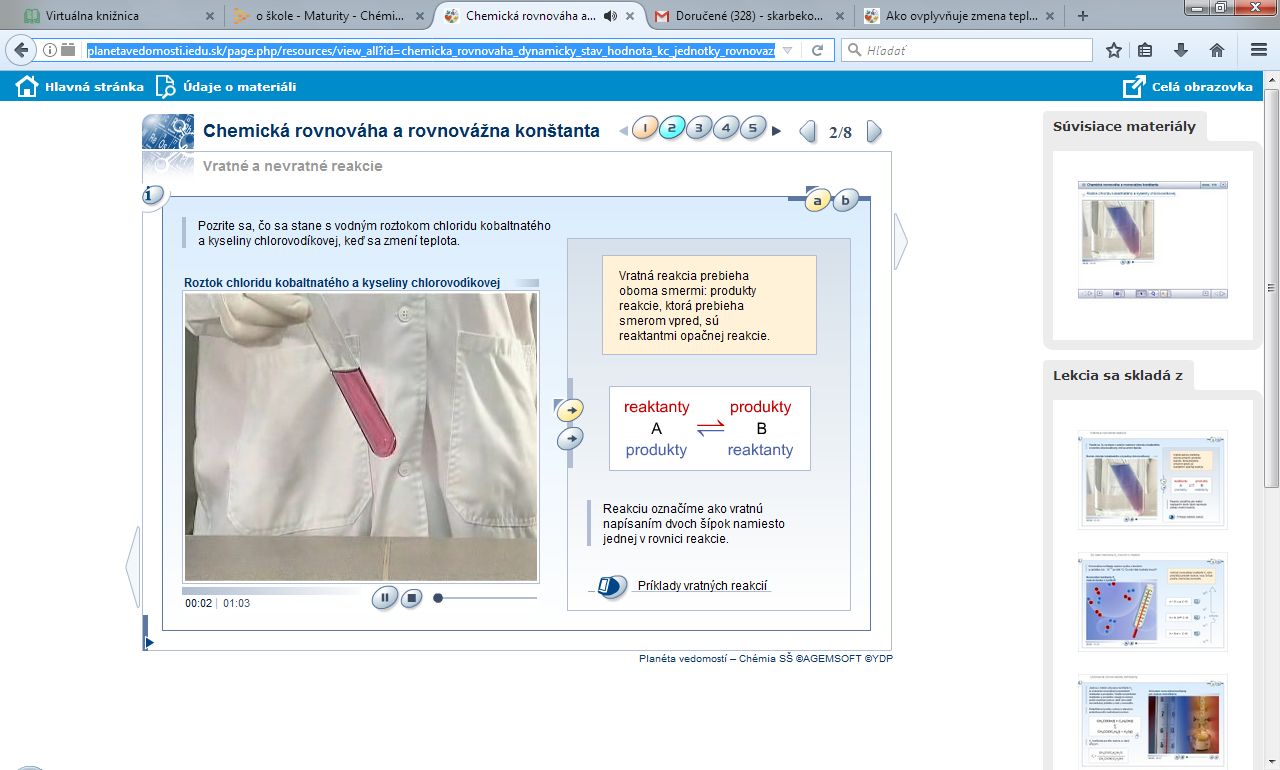 Virtuálna knižnica
o škole - Maturity - Chémi...
Chemická rovnováha a...
Doručené (628) - skarbeko...
Ako ovplyvňuje zmena tepl...
planetavedomosti.iedu.sk/page.php/resources/view_all?id=chemicka_rovnovaha_dynamicky_stav_hodnota_kc_jednotky_rovnovaz
Hľadať
Hlavná stránka
Údaje o materiáli
Celá obrazovka
Chemická rovnováha a rovnovážna konštanta
1 2 3 4 5
2/8
Vratné a nevratné reakcie
i
a b
Pozrite sa, čo sa stane s vodným roztokom chloridu kobaltnatého
a kyseliny chlorovodíkovej, keď sa zmení teplota.
Roztok chloridu kobaltnatého a kyseliny chlorovodíkovej
00:02 | 01:03
Vratná reakcia prebieha
oboma smermi: produkty
reakcie, ktorá prebieha
smerom vpred, sú
reaktantmi opačnej reakcie.
reaktanty produkty
A ⇌ B
produkty reaktanty
Reakciu označíme ako vratnú
napísaním dvoch šípok namiesto
jednej v rovnici reakcie.
Príklady vratných reakcií
Planéta vedomostí – Chémia SŠ ©AGEMSOFT ©YDP
Súvisiace materiály
Lekcia sa skladá z